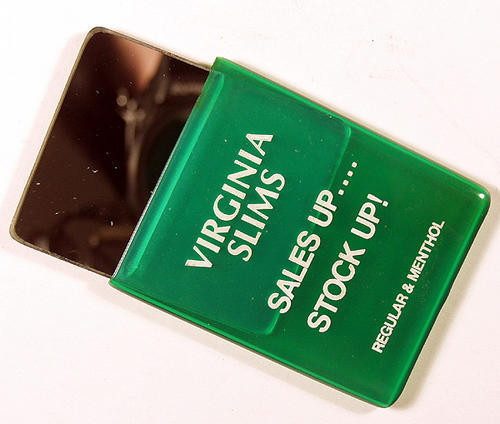 VIRGINIA
SLIMS
SALES UP....
STOCK UP!
REGULAR & MENTHOL